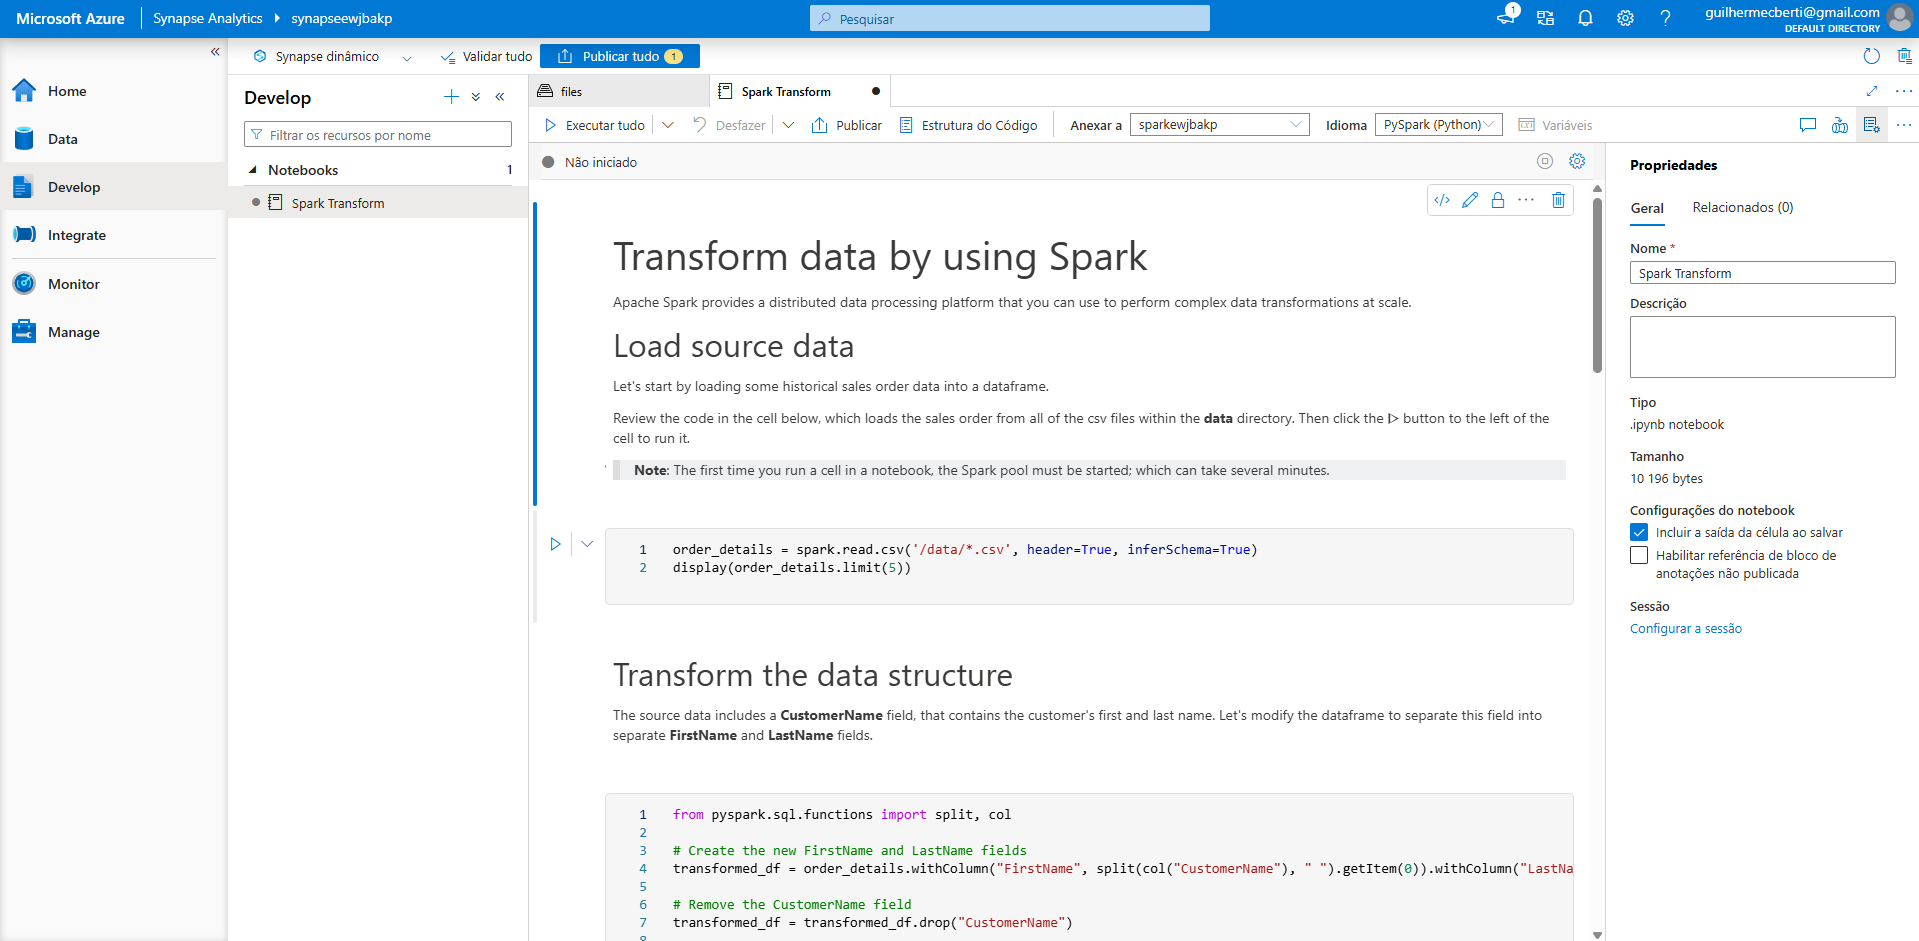 Microsoft Azure
Synapse Analytics
synapseewjbakp
Pesquisar
1
guilhermecberti@gmail.com
DEFAULT DIRECTORY
Synapse dinâmico
Validar tudo
Publicar tudo 1
Home
Data
Develop
Integrate
Monitor
Manage
Develop
Filtrar os recursos por nome
Notebooks 1
Spark Transform
files
Spark Transform
Executar tudo
Desfazer
Publicar
Estrutura do Código
Anexar a
sparkewjbakp
Idioma
PySpark (Python)
Variáveis
Não iniciado
Transform data by using Spark
Apache Spark provides a distributed data processing platform that you can use to perform complex data transformations at scale.
Load source data
Let's start by loading some historical sales order data into a dataframe.
Review the code in the cell below, which loads the sales order from all of the csv files within the data directory. Then click the ▷ button to the left of the
cell to run it.
Note: The first time you run a cell in a notebook, the Spark pool must be started; which can take several minutes.
1 order_details = spark.read.csv('/data/*.csv', header=True, inferSchema=True)
2 display(order_details.limit(5))
Transform the data structure
The source data includes a CustomerName field, that contains the customer's first and last name. Let's modify the dataframe to separate this field into
separate FirstName and LastName fields.
1 from pyspark.sql.functions import split, col
2
3 # Create the new FirstName and LastName fields
4 transformed_df = order_details.withColumn("FirstName", split(col("CustomerName"), " ").getItem(0)).withColumn("LastNa
5
6 # Remove the CustomerName field
7 transformed_df = transformed_df.drop("CustomerName")
8
Propriedades
Geral
Relacionados (0)
Nome *
Spark Transform
Descrição
Tipo
.ipynb notebook
Tamanho
10 196 bytes
Configurações do notebook
Incluir a saída da célula ao salvar
Habilitar referência de bloco de
anotações não publicada
Sessão
Configurar a sessão